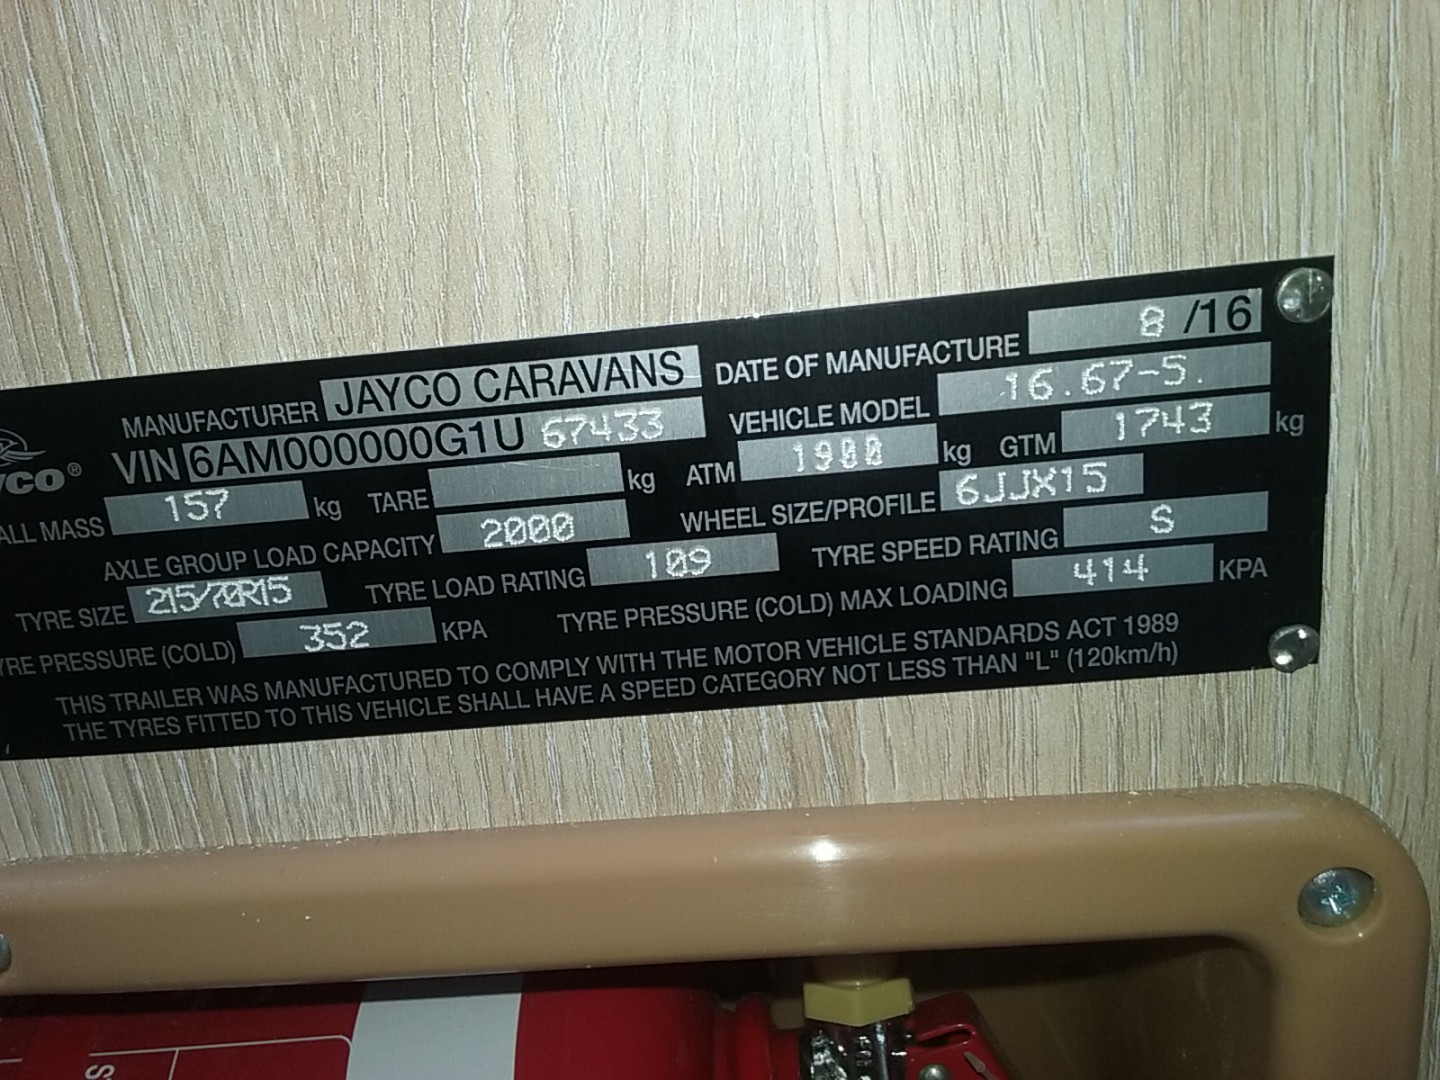 MANUFACTURER JAYCO CARAVANS DATE OF MANUFACTURE 8 /16
VIN 6AM000000G1U 67433 VEHICLE MODEL 16.67-5.
157 kg TARE kg ATM 1900 kg GTM 1743 kg
MASS AXLE GROUP LOAD CAPACITY 2000 WHEEL SIZE/PROFILE 6JJX15
TYRE SIZE 215/70R15 TYRE LOAD RATING 109 TYRE SPEED RATING S
PRESSURE (COLD) 352 KPA TYRE PRESSURE (COLD) MAX LOADING 414 KPA
THIS TRAILER WAS MANUFACTURED TO COMPLY WITH THE MOTOR VEHICLE STANDARDS ACT 1989
THE TYRES FITTED TO THIS VEHICLE SHALL HAVE A SPEED CATEGORY NOT LESS THAN "L" (120km/h)